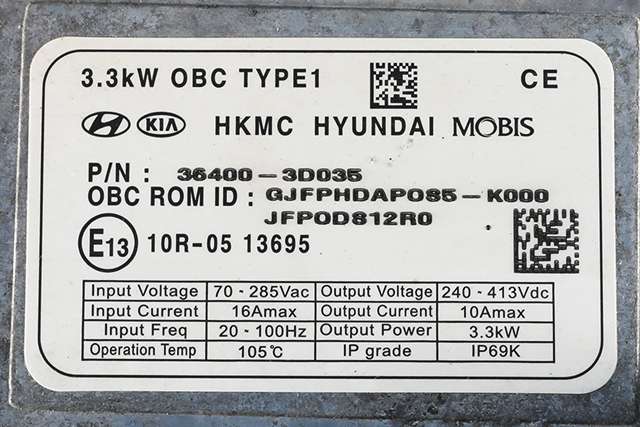 3.3kW OBC TYPE1 CE
KIA HKMC HYUNDAI MOBIS
P/N : 36400-3D035
OBC ROM ID : GJFPHDAP085-K000
JFPOD812R0
E13 10R-05 13695
Input Voltage 70 - 285Vac Output Voltage 240 - 413Vdc
Input Current 16Amax Output Current 10Amax
Input Freq 20 - 100Hz Output Power 3.3kW
Operation Temp 105℃ IP grade IP69K